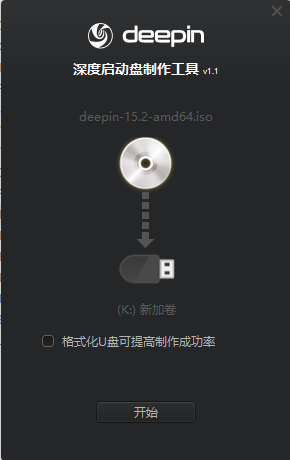 deepin
深度启动盘制作工具 v1.1
deepin-15.2-amd64.iso
(K:) 新加卷
格式化U盘可提高制作成功率
开始